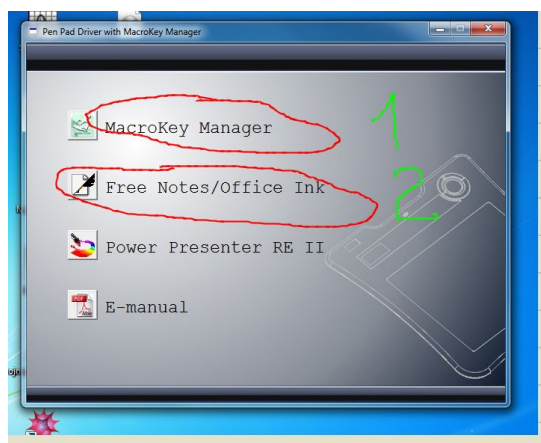 Pen Pad Driver with MacroKey Manager
MacroKey Manager
1
Free Notes/Office Ink
2
Power Presenter RE II
E-manual
PDF